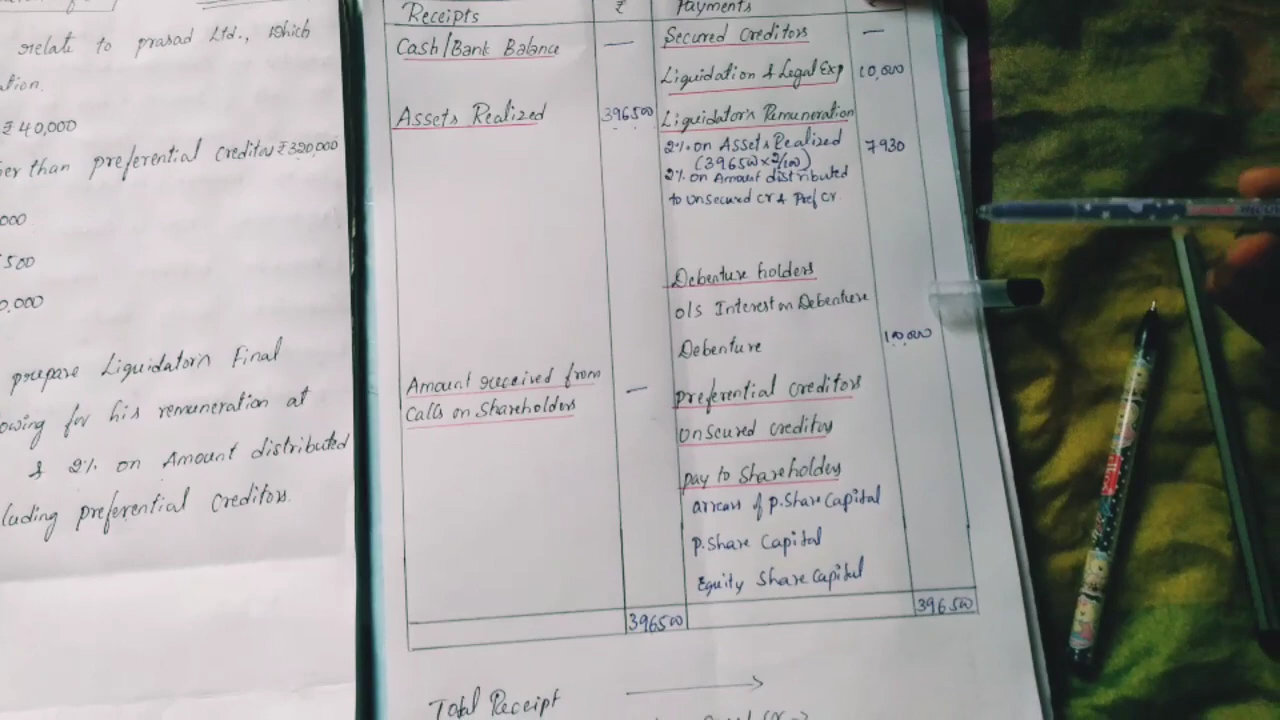 relate to prasad Ltd., which
ation.
₹40,000
er than preferential creditors ₹320,000
000
500
0,000
prepare Liquidator's Final
owing for his remuneration at
& 2% on Amount distributed
luding preferential creditors.
Receipts ₹ Payments ₹
Cash/Bank Balance — Secured Creditors —
Liquidation & Legal Exp 10,000
Assets Realized 396500 Liquidator's Remuneration
2% on Assets Realized 7930
(396500 x 2/100)
2% on Amount distributed
to Unsecured Cr & Pref Cr.
Debenture holders
o/s Interest on Debenture
Debenture 100,000
Amount received from — preferential creditors
Calls on Shareholders
Unscured creditors
pay to Shareholders
arrears of p. Share Capital
p. Share Capital
Equity Share Capital
396500 396500
Total Receipt